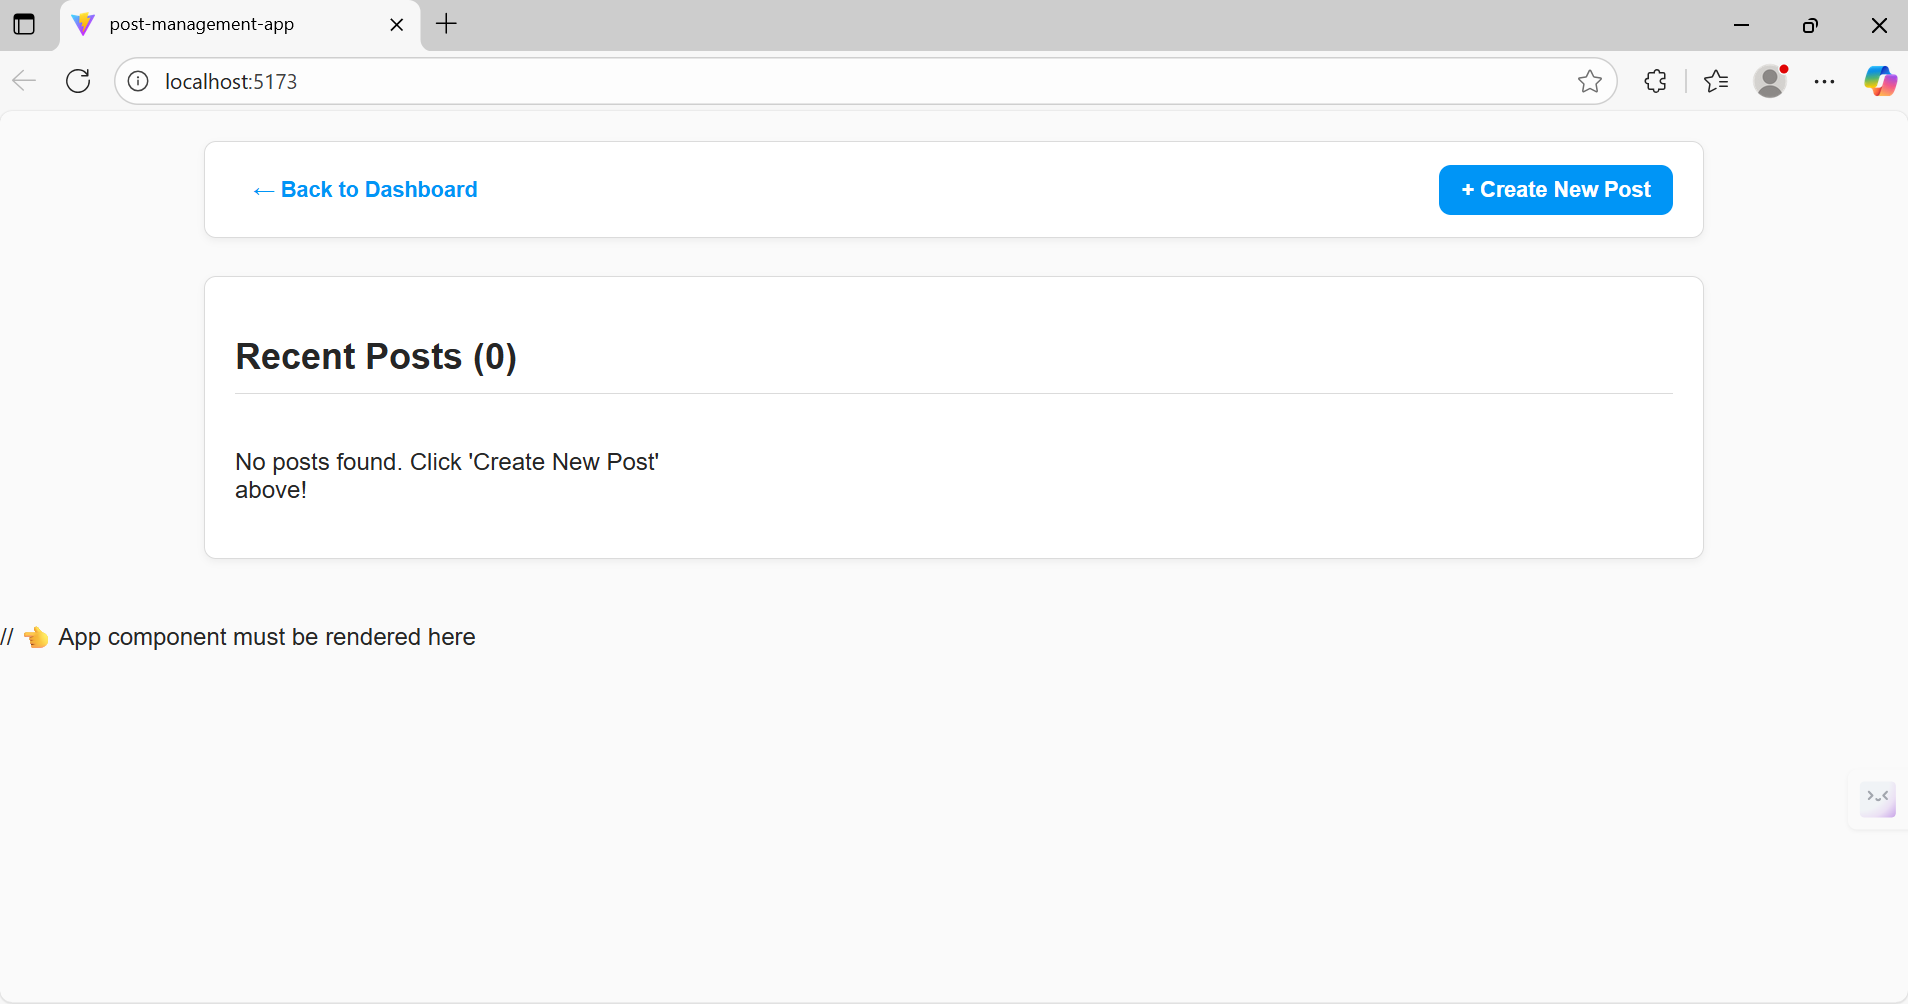 post-management-app
localhost:5173
← Back to Dashboard
+ Create New Post
Recent Posts (0)
No posts found. Click 'Create New Post'
above!
// 👈 App component must be rendered here